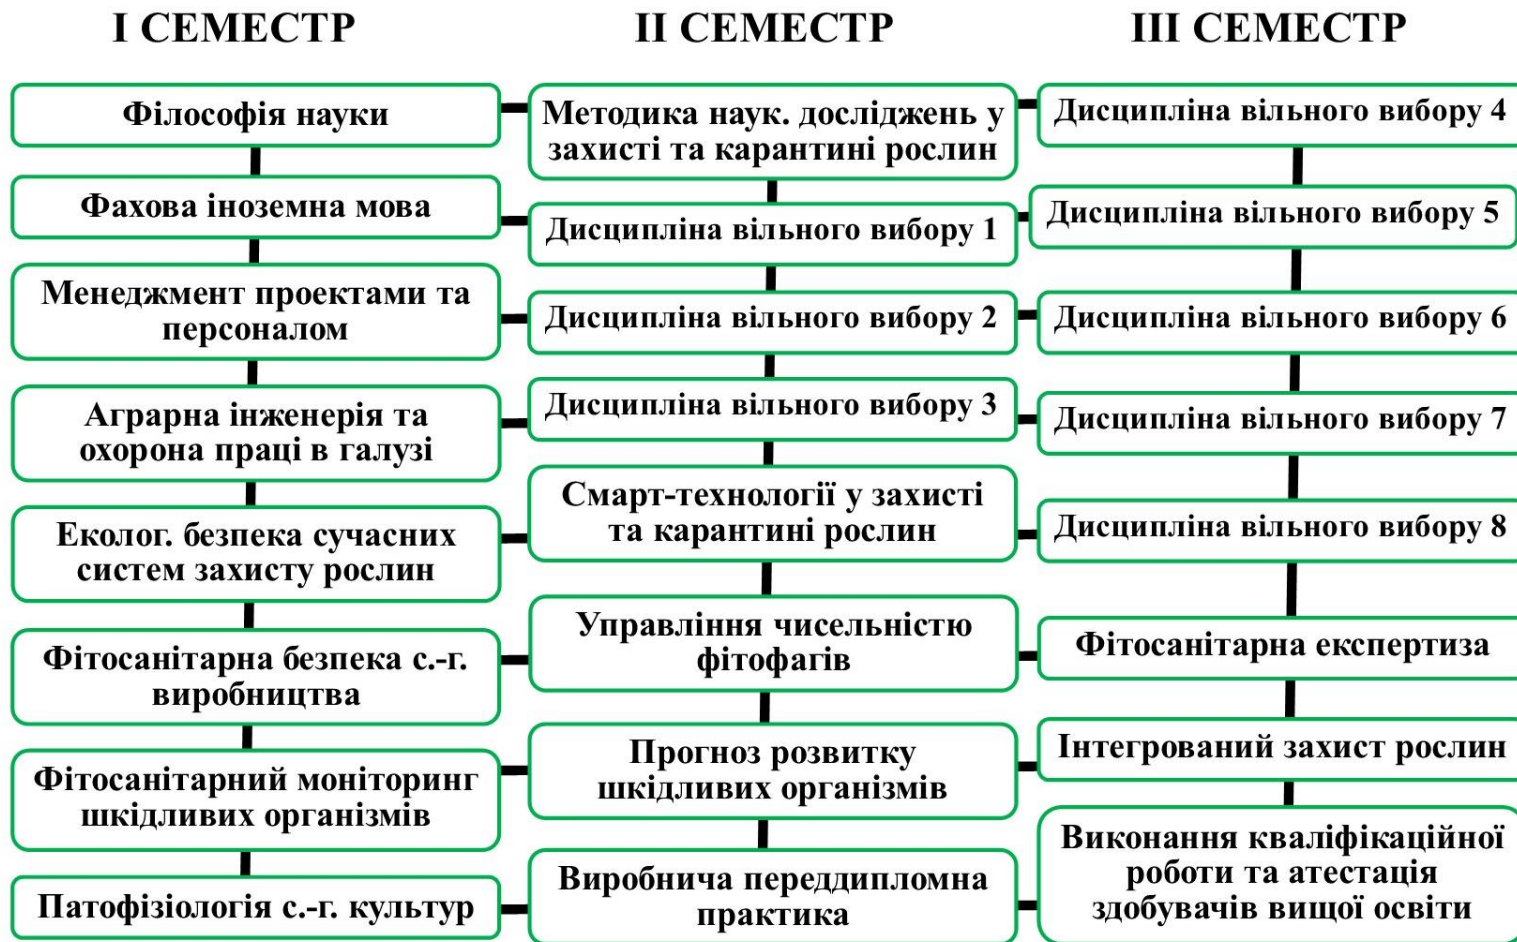 I СЕМЕСТР
II СЕМЕСТР
III СЕМЕСТР
Філософія науки
Фахова іноземна мова
Менеджмент проектами та
персоналом
Аграрна інженерія та
охорона праці в галузі
Еколог. безпека сучасних
систем захисту рослин
Фітосанітарна безпека с.-г.
виробництва
Фітосанітарний моніторинг
шкідливих організмів
Патофізіологія с.-г. культур
Методика наук. досліджень у
захисті та карантині рослин
Дисципліна вільного вибору 1
Дисципліна вільного вибору 2
Дисципліна вільного вибору 3
Смарт-технології у захисті
та карантині рослин
Управління чисельністю
фітофагів
Прогноз розвитку
шкідливих організмів
Виробнича переддипломна
практика
Дисципліна вільного вибору 4
Дисципліна вільного вибору 5
Дисципліна вільного вибору 6
Дисципліна вільного вибору 7
Дисципліна вільного вибору 8
Фітосанітарна експертиза
Інтегрований захист рослин
Виконання кваліфікаційної
роботи та атестація
здобувачів вищої освіти